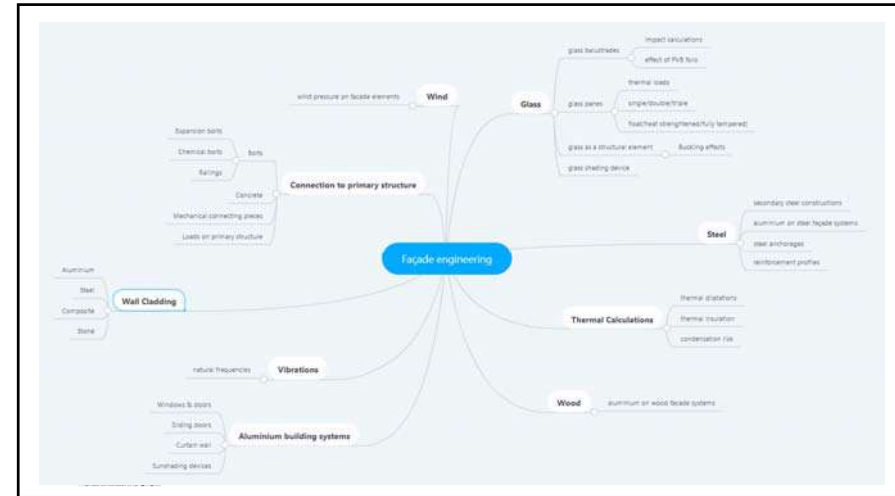 Façade engineering
Wind
wind pressure on facade elements
Connection to primary structure
Bolts
Expansion bolts
Chemical bolts
Railings
Concrete
Mechanical connecting pieces
Loads on primary structure
Wall Cladding
Aluminium
Steel
Composite
Stone
Vibrations
natural frequencies
Aluminium building systems
Windows & doors
Sliding doors
Curtain wall
Sunshading devices
Glass
glass balustrades
impact calculations
effect of PVB foils
glass panes
thermal loads
single/double/triple
float/heat strenghtened/fully tempered)
glass as a structural element
Buckling effects
glass shading device
Steel
secondary steel constructions
aluminium on steel façade systems
steel anchorages
reinforcement profiles
Thermal Calculations
thermal dilatations
thermal insulation
condensation risk
Wood
aluminium on wood facade systems